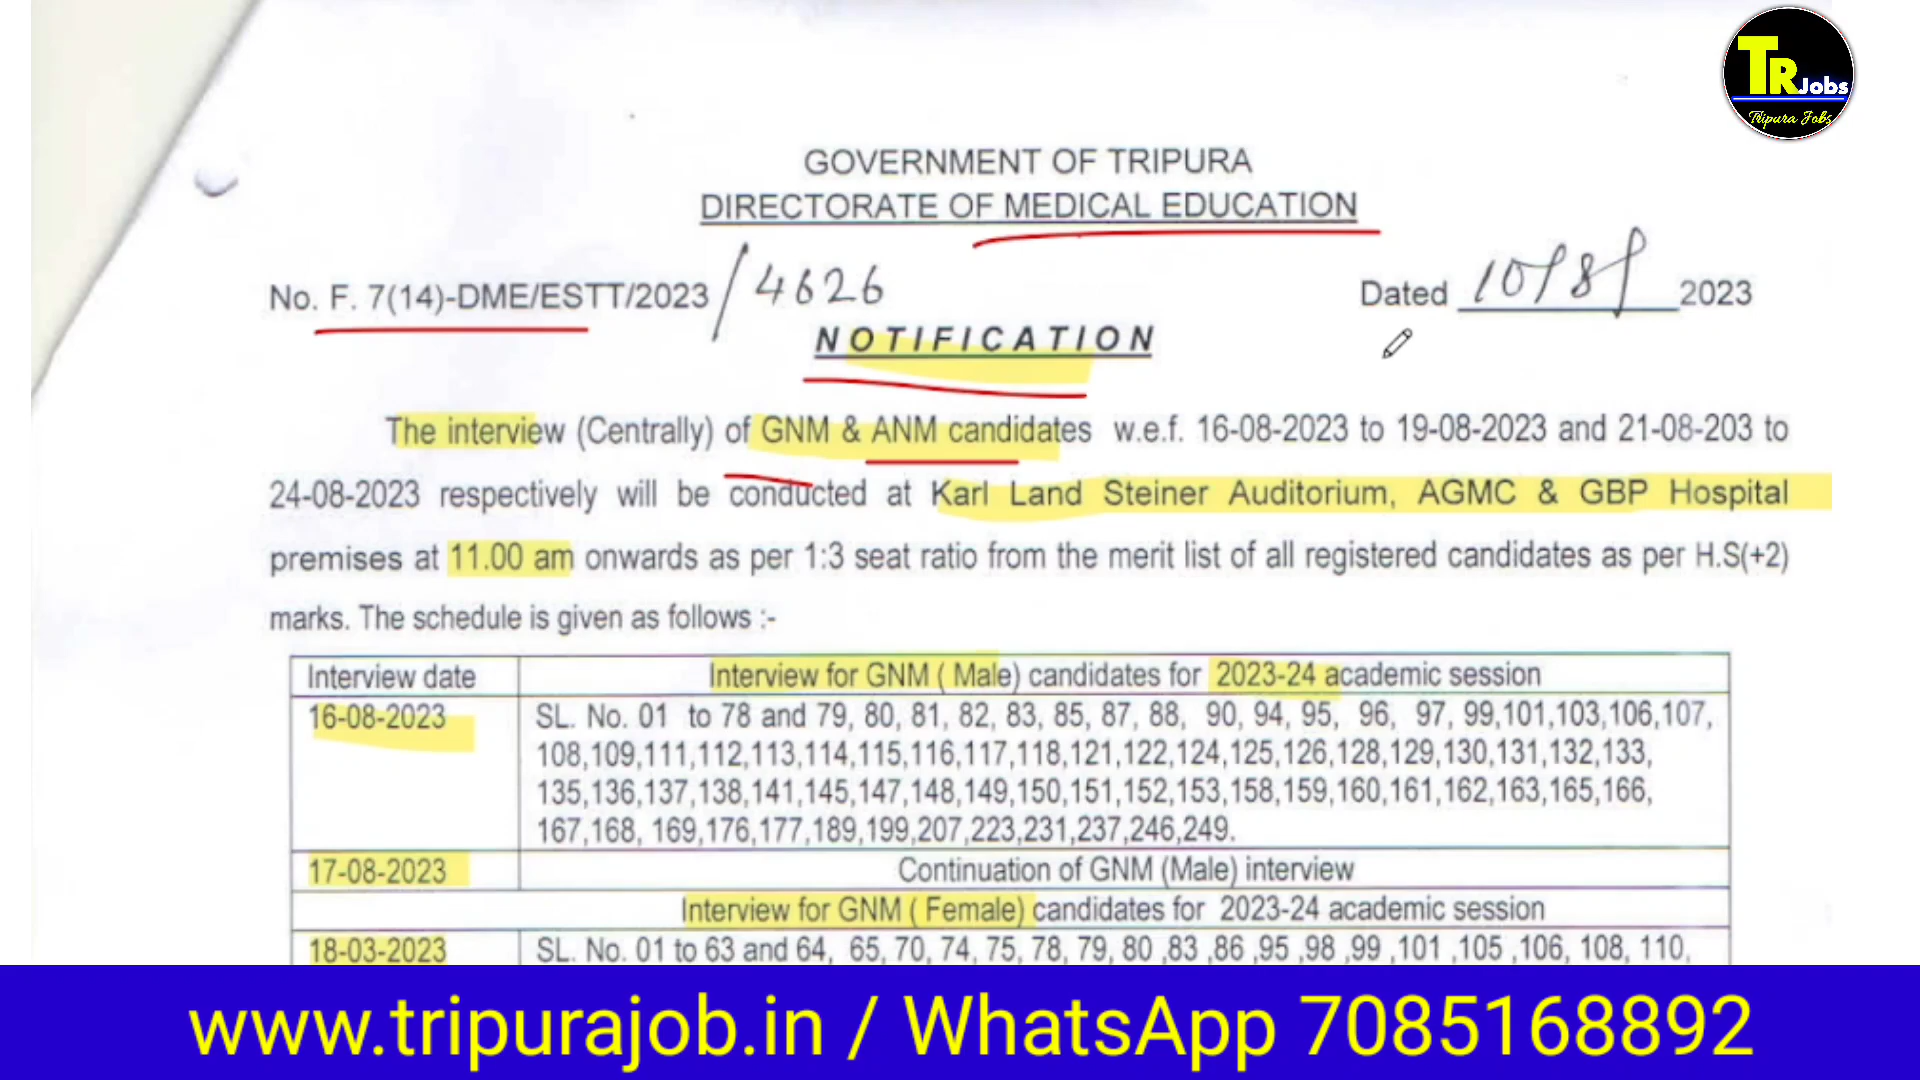 TRJobs
Tripura Jobs
GOVERNMENT OF TRIPURA
DIRECTORATE OF MEDICAL EDUCATION
No. F. 7(14)-DME/ESTT/2023/4626
Dated 10/8/ 2023
NOTIFICATION
The interview (Centrally) of GNM & ANM candidates w.e.f. 16-08-2023 to 19-08-2023 and 21-08-203 to
24-08-2023 respectively will be conducted at Karl Land Steiner Auditorium, AGMC & GBP Hospital
premises at 11.00 am onwards as per 1:3 seat ratio from the merit list of all registered candidates as per H.S(+2)
marks. The schedule is given as follows :-
Interview date Interview for GNM ( Male) candidates for 2023-24 academic session
16-08-2023 SL. No. 01 to 78 and 79, 80, 81, 82, 83, 85, 87, 88, 90, 94, 95, 96, 97, 99,101,103,106,107,
108,109,111,112,113,114,115,116,117,118,121,122,124,125,126,128,129,130,131,132,133,
135,136,137,138,141,145,147,148,149,150,151,152,153,158,159,160,161,162,163,165,166,
167,168, 169,176,177,189,199,207,223,231,237,246,249.
17-08-2023 Continuation of GNM (Male) interview
Interview for GNM ( Female) candidates for 2023-24 academic session
18-03-2023 SL. No. 01 to 63 and 64, 65, 70, 74, 75, 78, 79, 80 ,83 ,86 ,95 ,98 ,99 ,101 ,105 ,106, 108, 110,
www.tripurajob.in / WhatsApp 7085168892